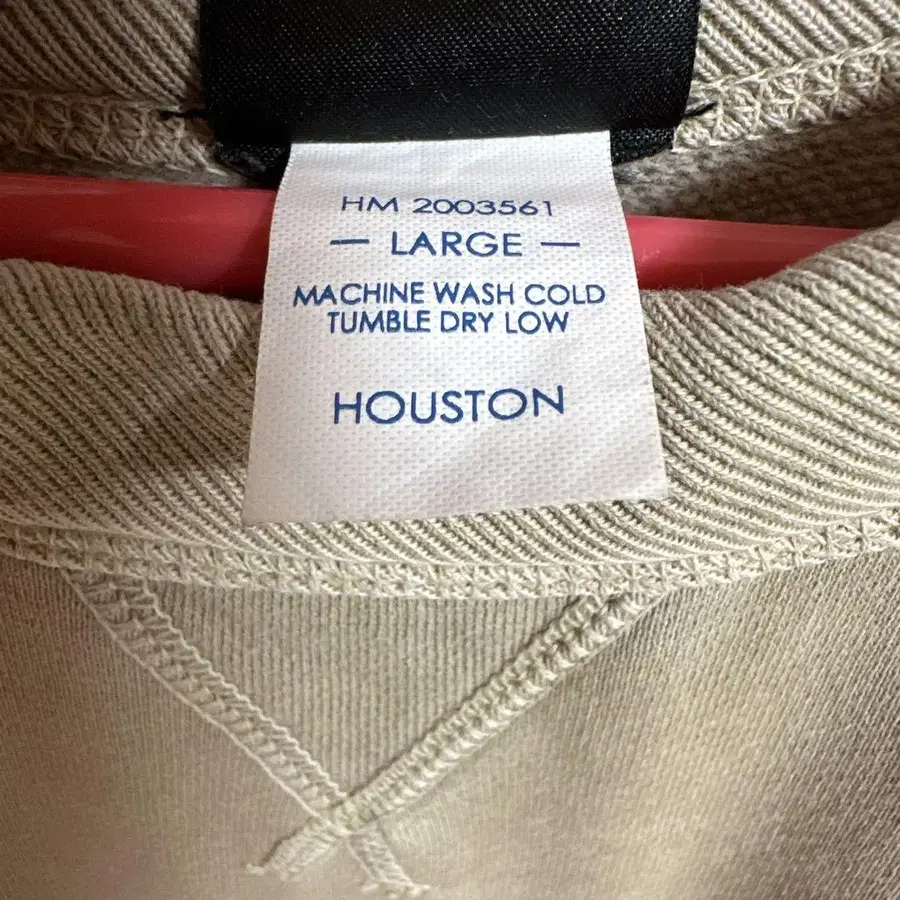 HM 2003561
— LARGE —
MACHINE WASH COLD
TUMBLE DRY LOW
HOUSTON